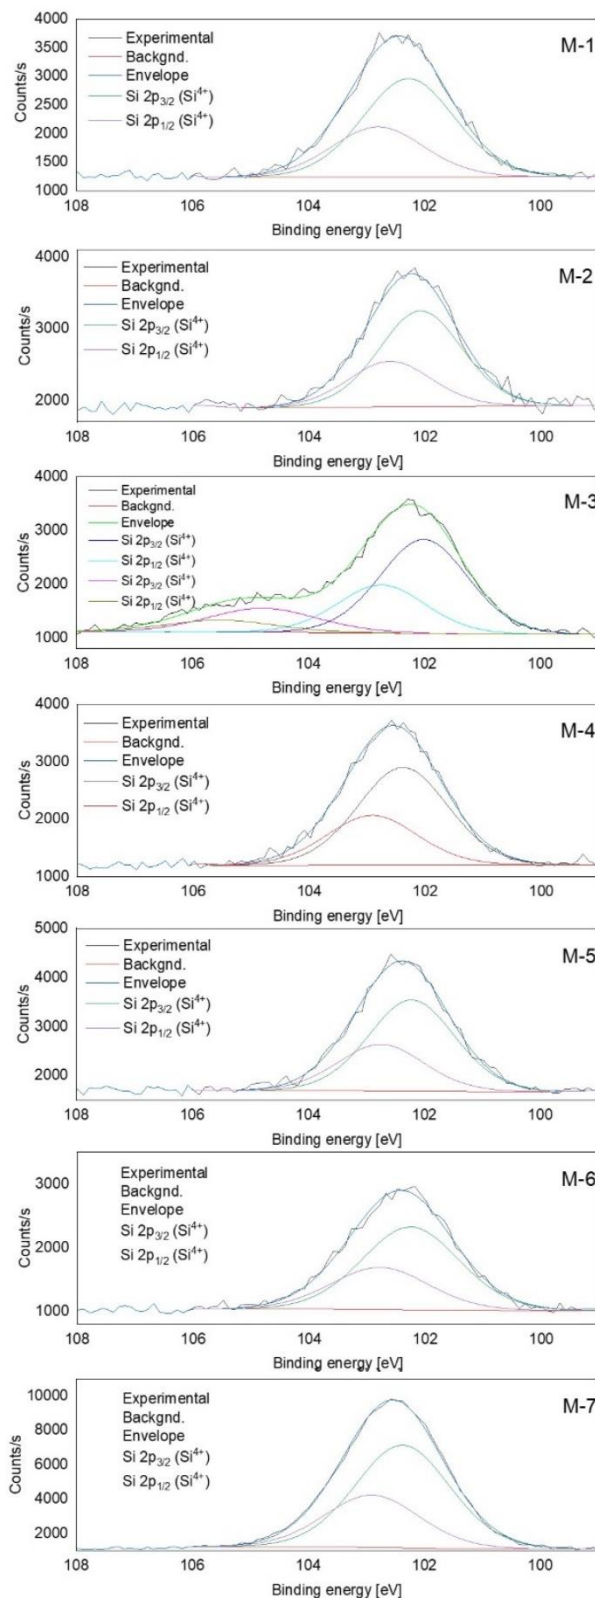 4000
3500
3000
2000
1500
1000
Counts/s
Experimental
Backgnd.
Envelope
Si 2p3/2 (Si4+)
Si 2p1/2 (Si4+)
M-1
108 106 104 102 100
Binding energy [eV]
4000
3000
2000
Counts/s
Experimental
Backgnd.
Envelope
Si 2p3/2 (Si4+)
Si 2p1/2 (Si4+)
M-2
108 106 104 102 100
Binding energy [eV]
4000
3000
2000
1000
Counts/s
Experimental
Backgnd.
Envelope
Si 2p3/2 (Si4+)
Si 2p1/2 (Si4+)
Si 2p3/2 (Si4+)
Si 2p1/2 (Si4+)
M-3
108 106 104 102 100
Binding energy [eV]
4000
3000
2000
1000
Counts/s
Experimental
Backgnd.
Envelope
Si 2p3/2 (Si4+)
Si 2p1/2 (Si4+)
M-4
108 106 104 102 100
Binding energy [eV]
5000
4000
3000
2000
Counts/s
Experimental
Backgnd.
Envelope
Si 2p3/2 (Si4+)
Si 2p1/2 (Si4+)
M-5
108 106 104 102 100
Binding energy [eV]
3000
2000
1000
Counts/s
Experimental
Backgnd.
Envelope
Si 2p3/2 (Si4+)
Si 2p1/2 (Si4+)
M-6
108 106 104 102 100
Binding energy [eV]
10000
8000
6000
4000
2000
Counts/s
Experimental
Backgnd.
Envelope
Si 2p3/2 (Si4+)
Si 2p1/2 (Si4+)
M-7
108 106 104 102 100
Binding energy [eV]